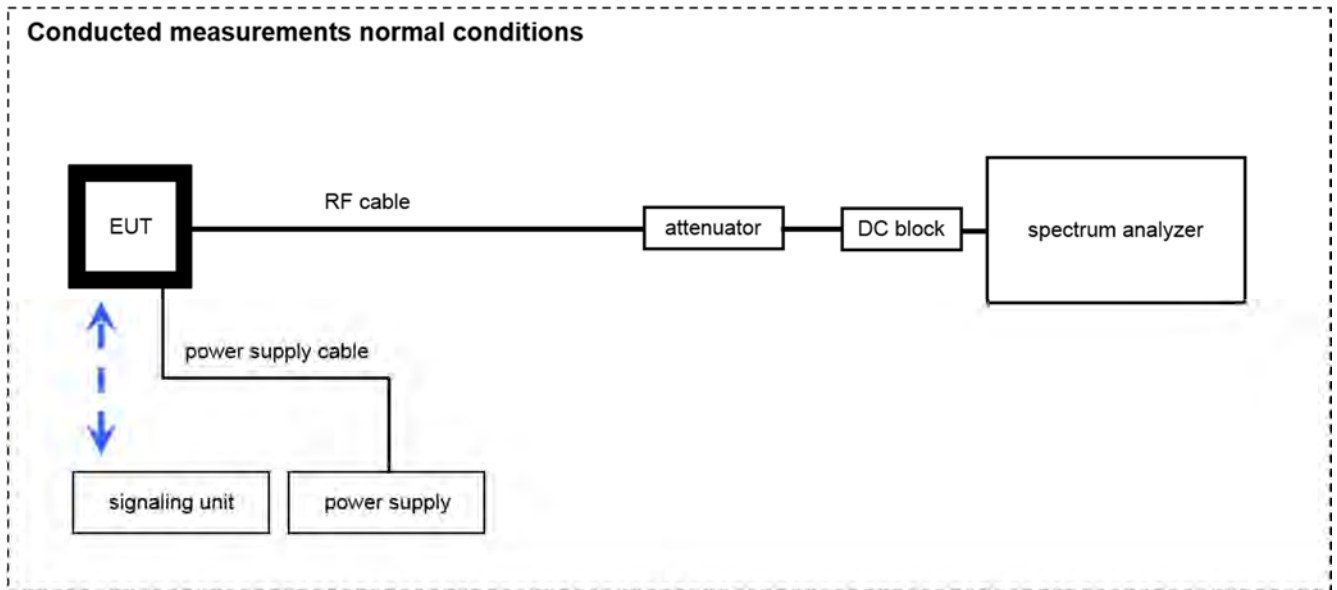 Conducted measurements normal conditions
EUT
RF cable
attenuator
DC block
spectrum analyzer
power supply cable
signaling unit
power supply